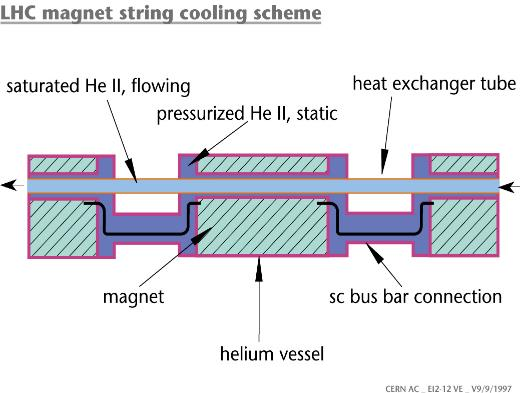 LHC magnet string cooling scheme
saturated He II, flowing
heat exchanger tube
pressurized He II, static
magnet
sc bus bar connection
helium vessel
CERN AC _ EI2-12 VE _ V9/9/1997